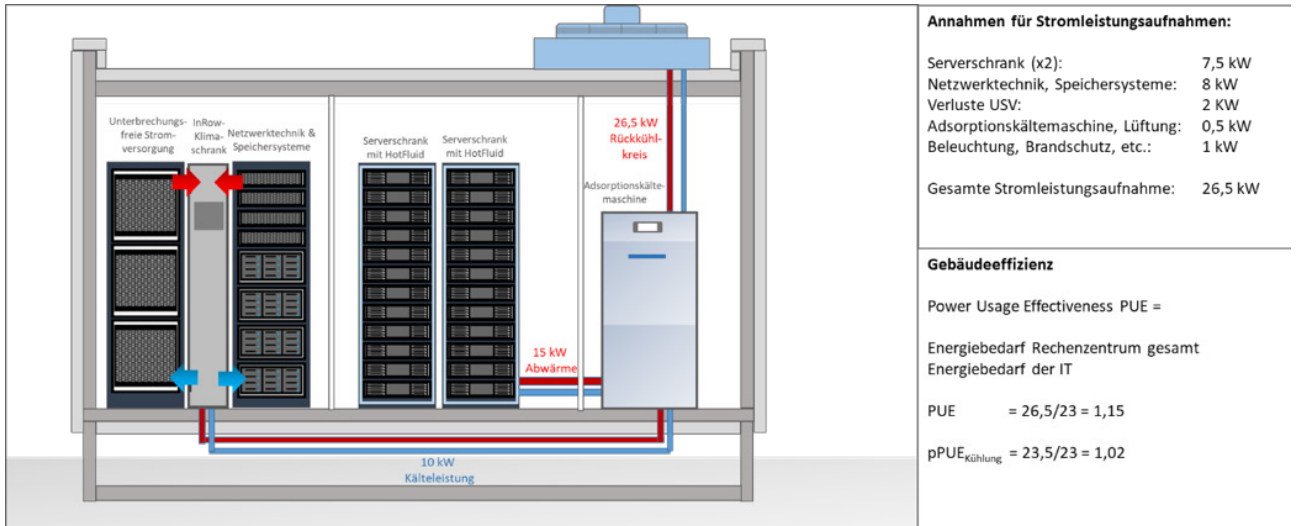 Unterbrechungs-
freie Strom-
versorgung
InRow-
Klima-
schrank
Netzwerktechnik &
Speichersysteme
Serverschrank
mit HotFluid
Serverschrank
mit HotFluid
26,5 kW
Rückkühl-
kreis
Adsorptionskälte-
maschine
15 kW
Abwärme
10 kW
Kälteleistung
Annahmen für Stromleistungsaufnahmen:
Serverschrank (x2): 7,5 kW
Netzwerktechnik, Speichersysteme: 8 kW
Verluste USV: 2 KW
Adsorptionskältemaschine, Lüftung: 0,5 kW
Beleuchtung, Brandschutz, etc.: 1 kW
Gesamte Stromleistungsaufnahme: 26,5 kW
Gebäudeeffizienz
Power Usage Effectiveness PUE =
Energiebedarf Rechenzentrum gesamt
Energiebedarf der IT
PUE = 26,5/23 = 1,15
pPUEKühlung = 23,5/23 = 1,02